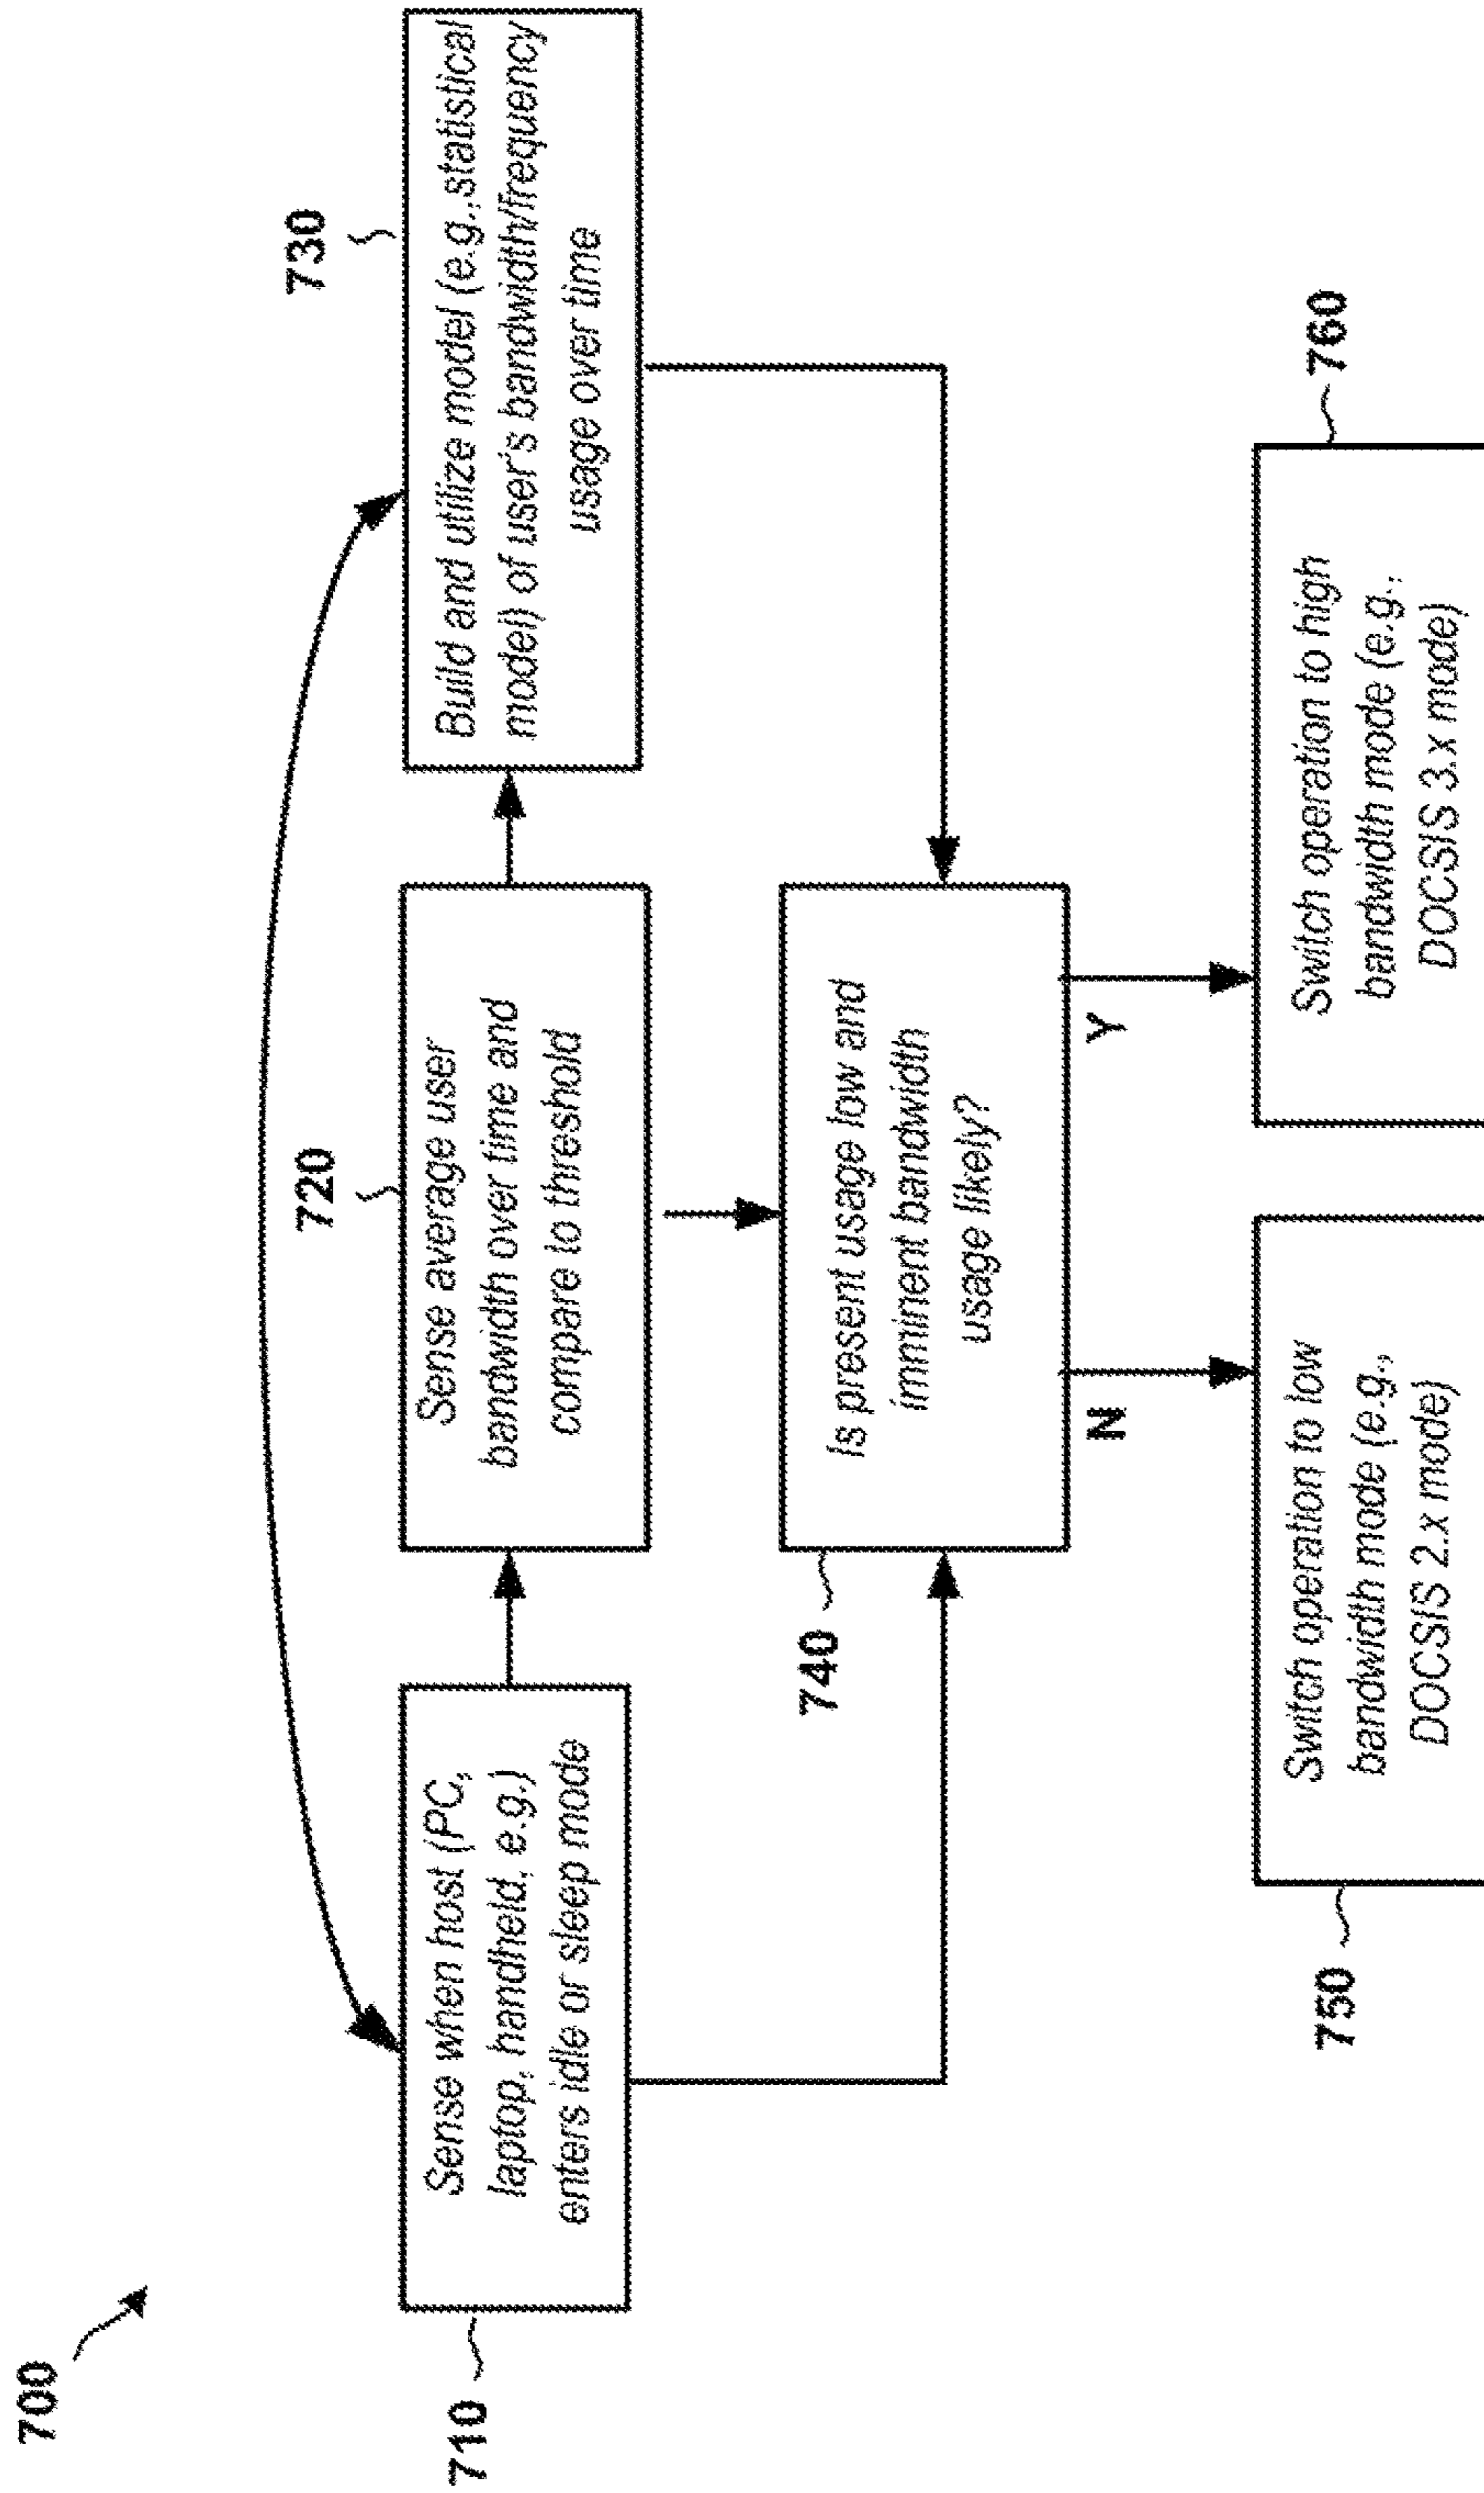 700
710
Sense when host (PC,
laptop, handheld, e.g.)
enters idle or sleep mode
720
Sense average user
bandwidth over time and
compare to threshold
730
Build and utilize model (e.g.,statistical
model) of user's bandwidth/frequency
usage over time
740
Is present usage low and
imminent bandwidth
usage likely?
N
Y
750
Switch operation to low
bandwidth mode (e.g.,
DOCSIS 2.x mode)
760
Switch operation to high
bandwidth mode (e.g.,
DOCSIS 3.x mode)